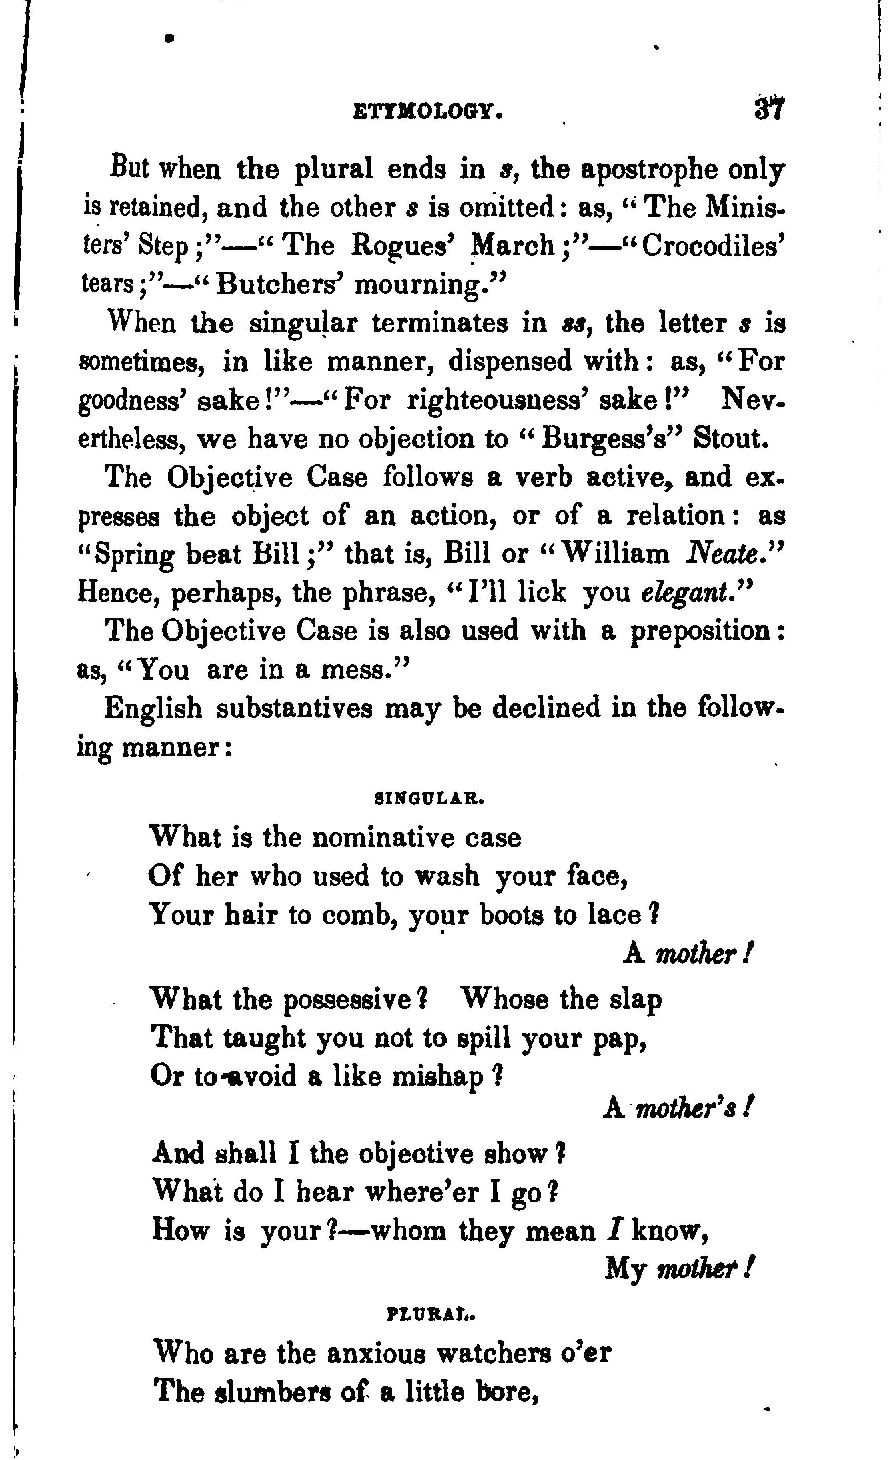 ETYMOLOGY. 37
But when the plural ends in s, the apostrophe only
is retained, and the other s is omitted: as, “The Minis-
ters’ Step;”—“The Rogues’ March;”—“Crocodiles’
tears;”—“Butchers’ mourning.”
When the singular terminates in ss, the letter s is
sometimes, in like manner, dispensed with: as, “For
goodness’ sake!”—“For righteousness’ sake!” Nev-
ertheless, we have no objection to “Burgess’s” Stout.
The Objective Case follows a verb active, and ex-
presses the object of an action, or of a relation: as
“Spring beat Bill;” that is, Bill or “William Neate.”
Hence, perhaps, the phrase, “I’ll lick you elegant.”
The Objective Case is also used with a preposition:
as, “You are in a mess.”
English substantives may be declined in the follow-
ing manner:
SINGULAR.
What is the nominative case
Of her who used to wash your face,
Your hair to comb, your boots to lace?
A mother!
What the possessive? Whose the slap
That taught you not to spill your pap,
Or to avoid a like mishap?
A mother’s!
And shall I the objective show?
What do I hear where’er I go?
How is your?—whom they mean I know,
My mother!
PLURAL.
Who are the anxious watchers o’er
The slumbers of a little bore,